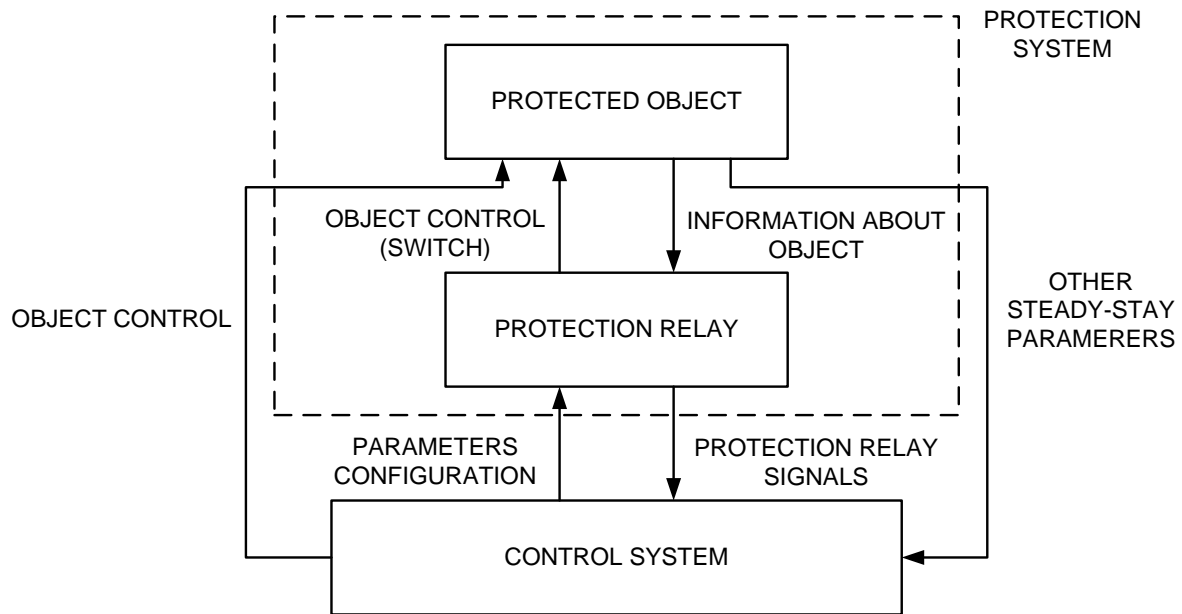 PROTECTION
SYSTEM
PROTECTED OBJECT
OBJECT CONTROL
(SWITCH)
INFORMATION ABOUT
OBJECT
OBJECT CONTROL
PROTECTION RELAY
OTHER
STEADY-STAY
PARAMERERS
PARAMETERS
CONFIGURATION
PROTECTION RELAY
SIGNALS
CONTROL SYSTEM